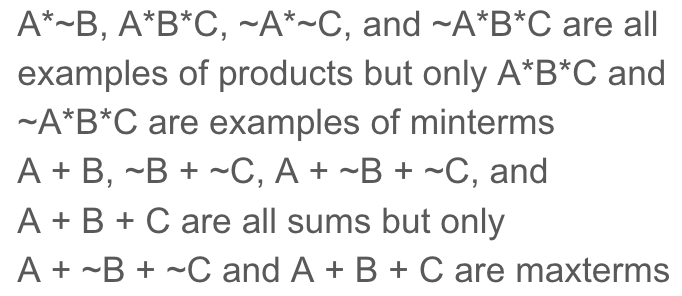 A*~B, A*B*C, ~A*~C, and ~A*B*C are all
examples of products but only A*B*C and
~A*B*C are examples of minterms
A + B, ~B + ~C, A + ~B + ~C, and
A + B + C are all sums but only
A + ~B + ~C and A + B + C are maxterms